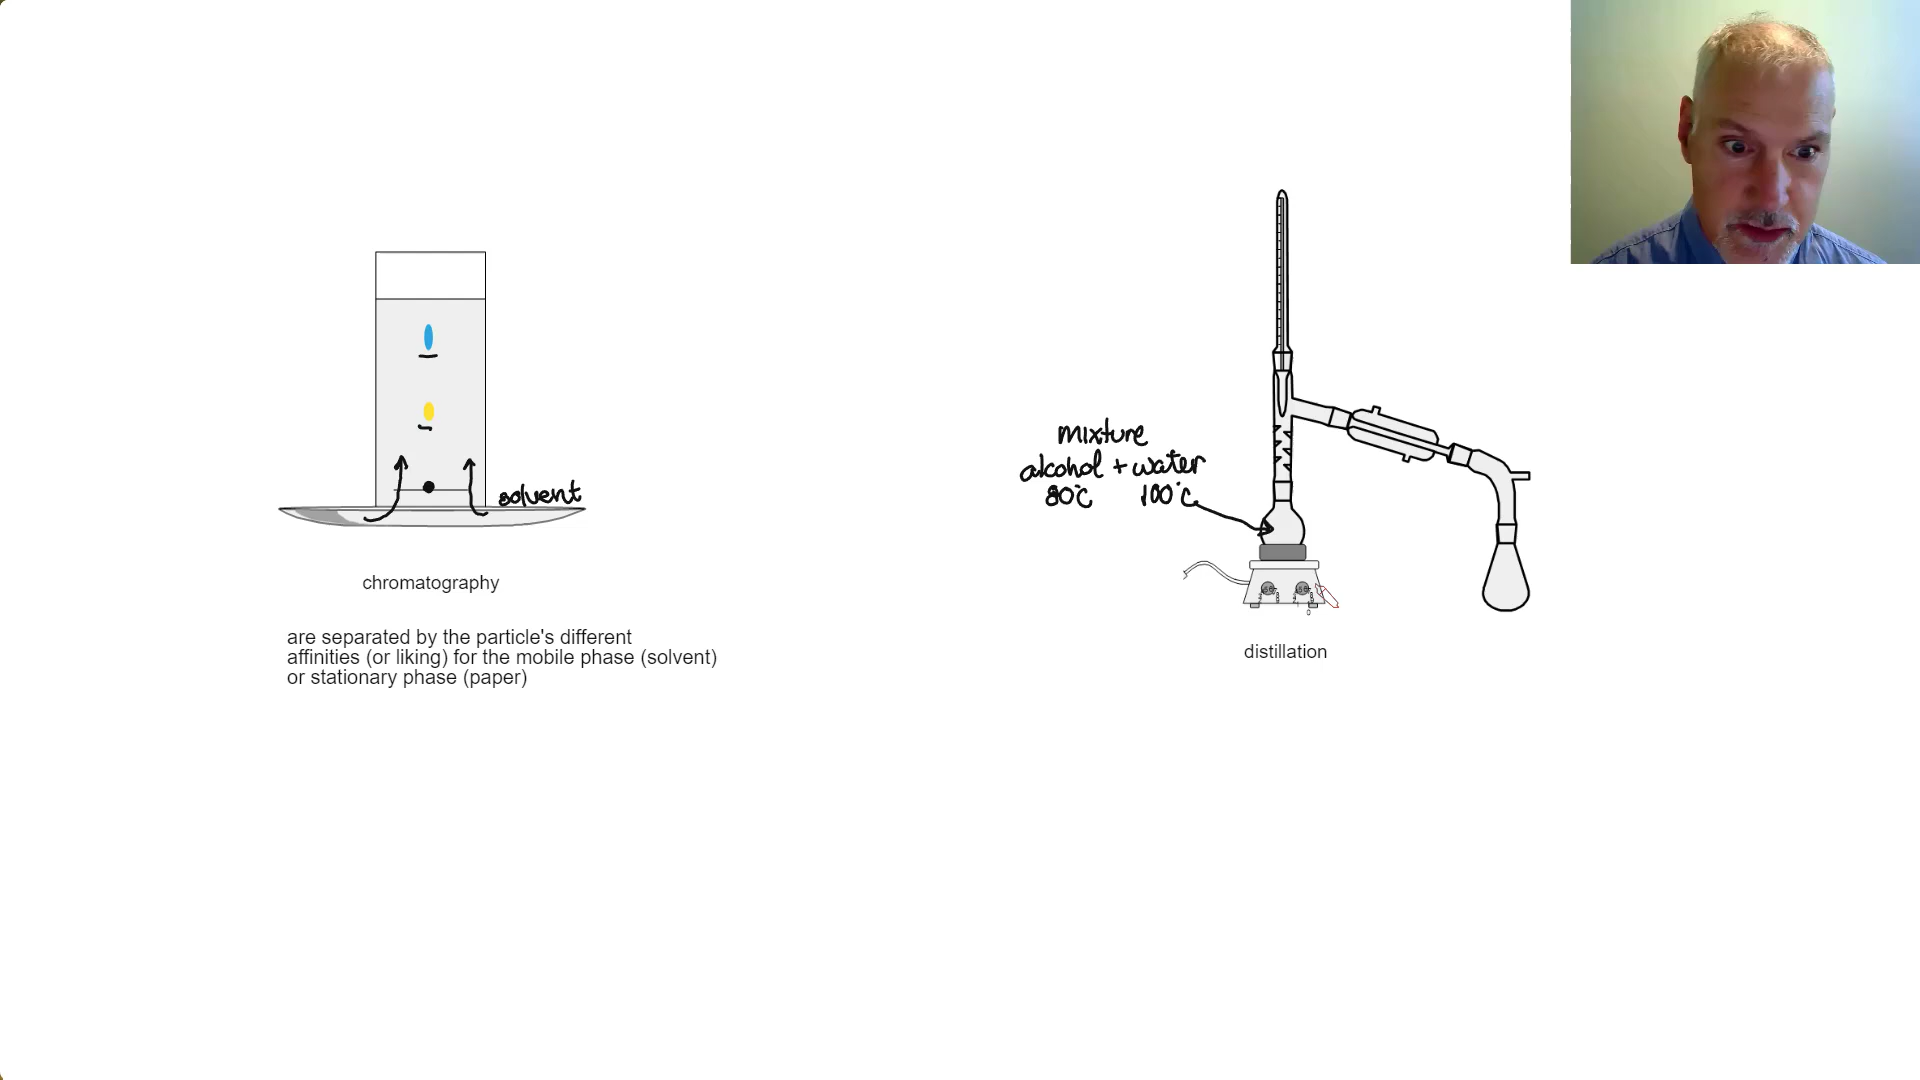 solvent
chromatography
are separated by the particle's different
affinities (or liking) for the mobile phase (solvent)
or stationary phase (paper)
mixture
alcohol + water
80°C 100°C
distillation